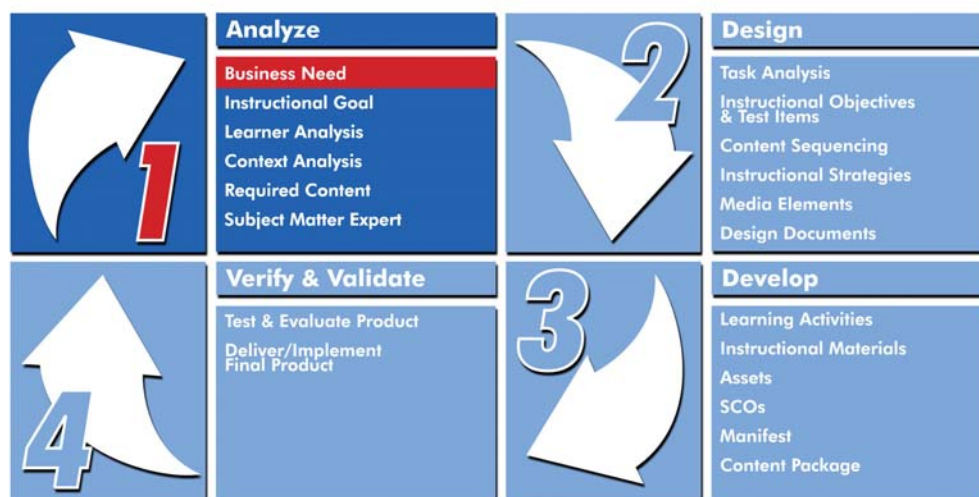 1
Analyze
Business Need
Instructional Goal
Learner Analysis
Context Analysis
Required Content
Subject Matter Expert
2
Design
Task Analysis
Instructional Objectives
& Test Items
Content Sequencing
Instructional Strategies
Media Elements
Design Documents
4
Verify & Validate
Test & Evaluate Product
Deliver/Implement
Final Product
3
Develop
Learning Activities
Instructional Materials
Assets
SCOs
Manifest
Content Package